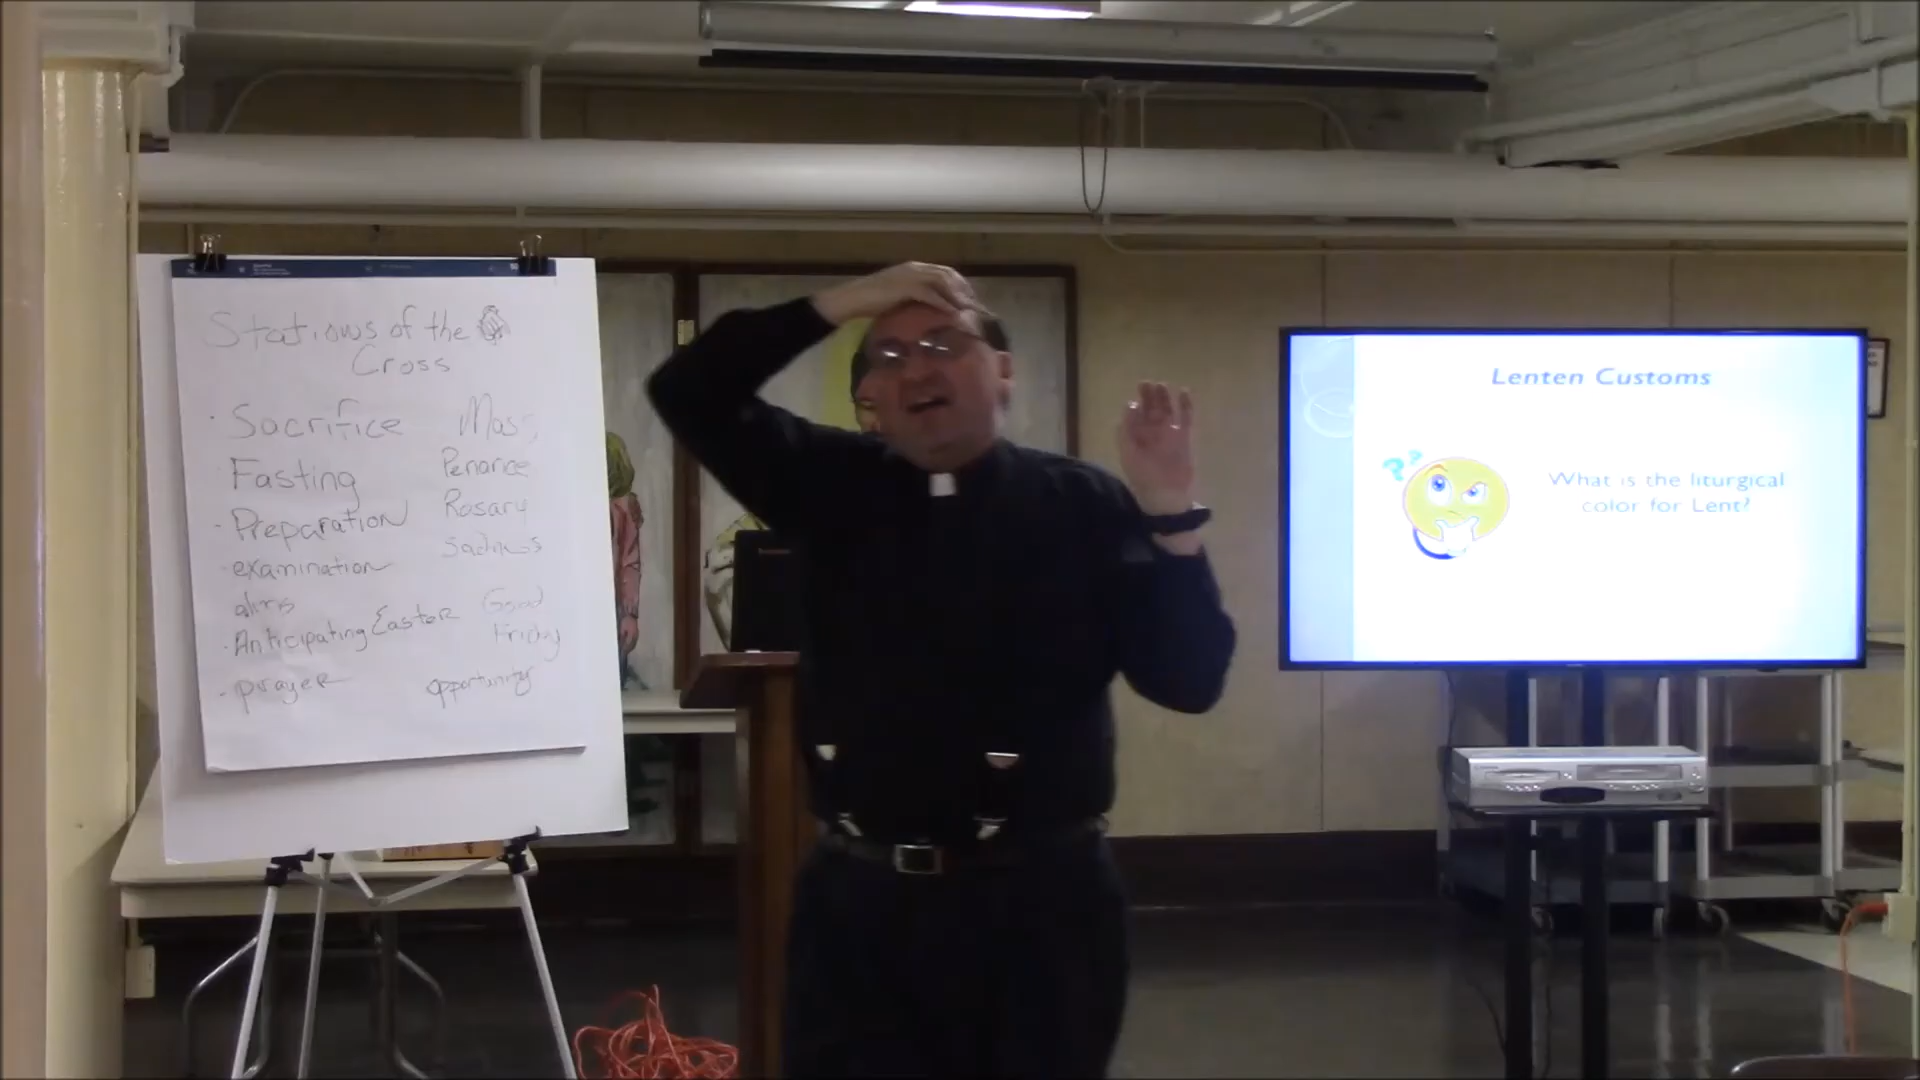 Stations of the
Cross
· Sacrifice
Fasting
· Preparation
· examination
alms
· Anticipating Easter
· prayer
Mass,
Penance
Rosary
Sadness
Good
Friday
opportunity
Lenten Customs
What is the liturgical
color for Lent?